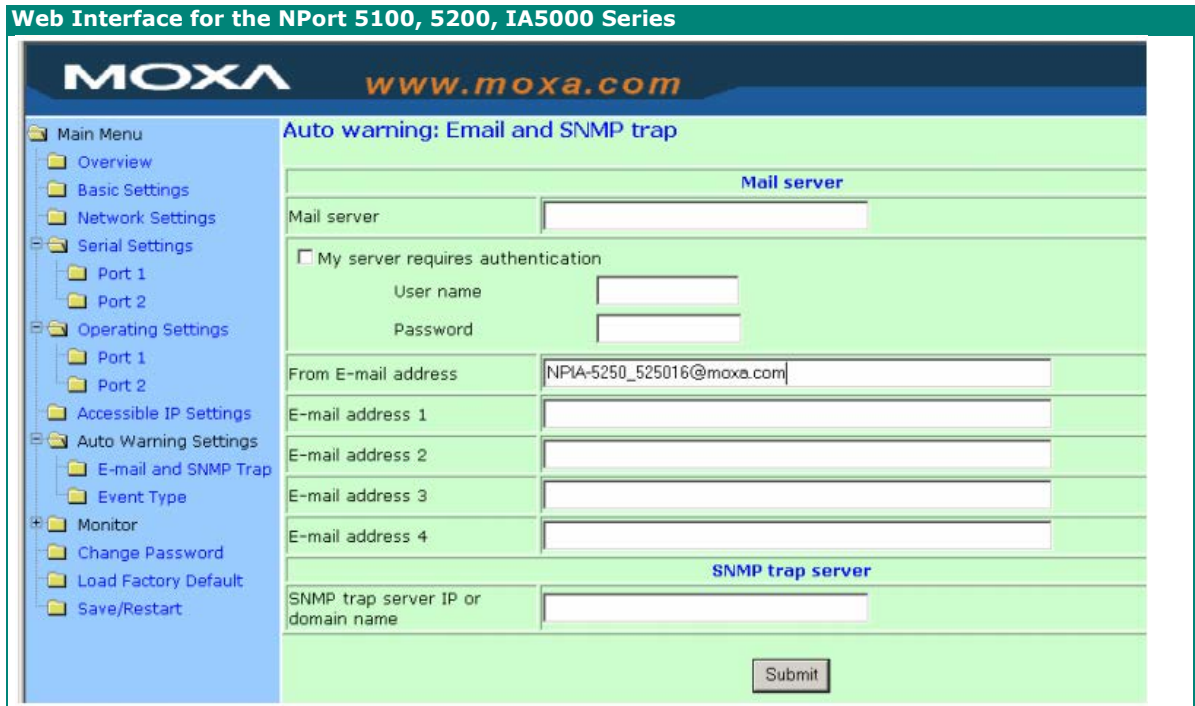 Web Interface for the NPort 5100, 5200, IA5000 Series
MOXA www.moxa.com
Main Menu
Overview
Basic Settings
Network Settings
Serial Settings
Port 1
Port 2
Operating Settings
Port 1
Port 2
Accessible IP Settings
Auto Warning Settings
E-mail and SNMP Trap
Event Type
Monitor
Change Password
Load Factory Default
Save/Restart
Auto warning: Email and SNMP trap
Mail server
Mail server
My server requires authentication
User name
Password
From E-mail address NPIA-5250_525016@moxa.com
E-mail address 1
E-mail address 2
E-mail address 3
E-mail address 4
SNMP trap server
SNMP trap server IP or
domain name
Submit